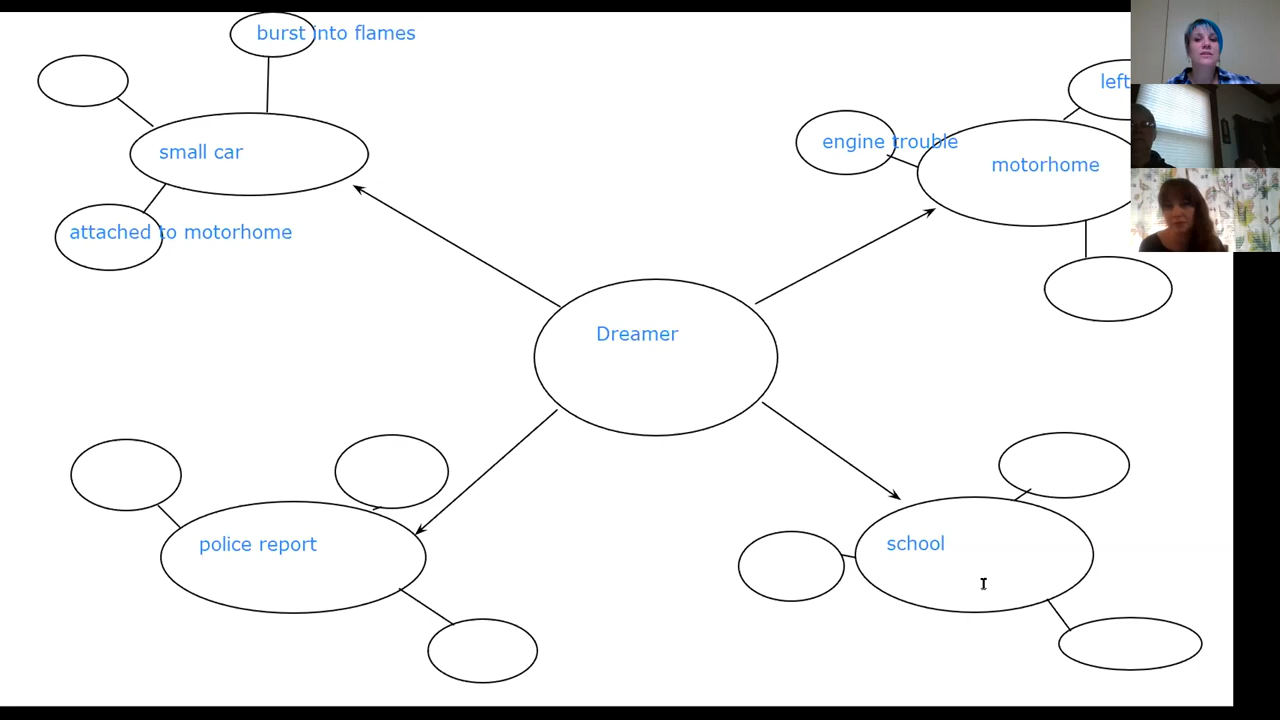 burst into flames
left
engine trouble
small car
motorhome
attached to motorhome
Dreamer
police report
school